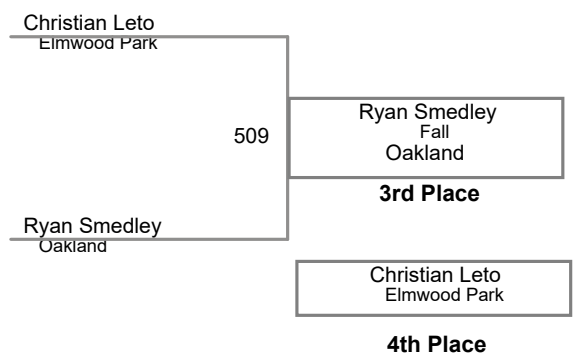 Christian Leto
Elmwood Park
509
Ryan Smedley
Fall
Oakland
3rd Place
Ryan Smedley
Oakland
Christian Leto
Elmwood Park
4th Place